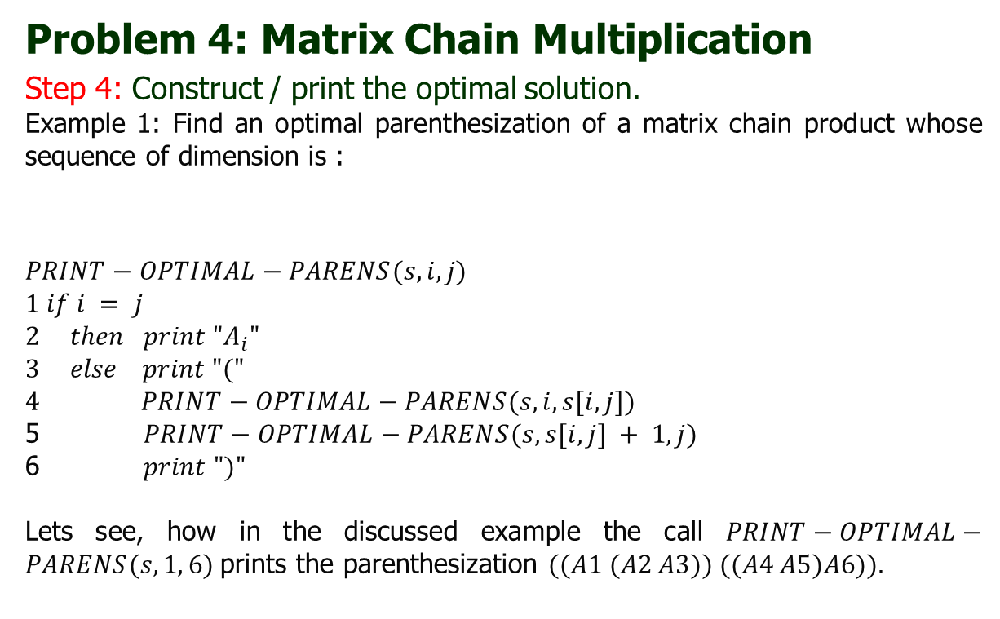 Problem 4: Matrix Chain Multiplication
Step 4: Construct / print the optimal solution.
Example 1: Find an optimal parenthesization of a matrix chain product whose
sequence of dimension is :
PRINT − OPTIMAL − PARENS(s, i, j)
1 if i = j
2 then print "Aᵢ"
3 else print "("
4 PRINT − OPTIMAL − PARENS(s, i, s[i, j])
5 PRINT − OPTIMAL − PARENS(s, s[i, j] + 1, j)
6 print ")"
Lets see, how in the discussed example the call PRINT − OPTIMAL −
PARENS(s, 1, 6) prints the parenthesization ((A1 (A2 A3)) ((A4 A5)A6)).